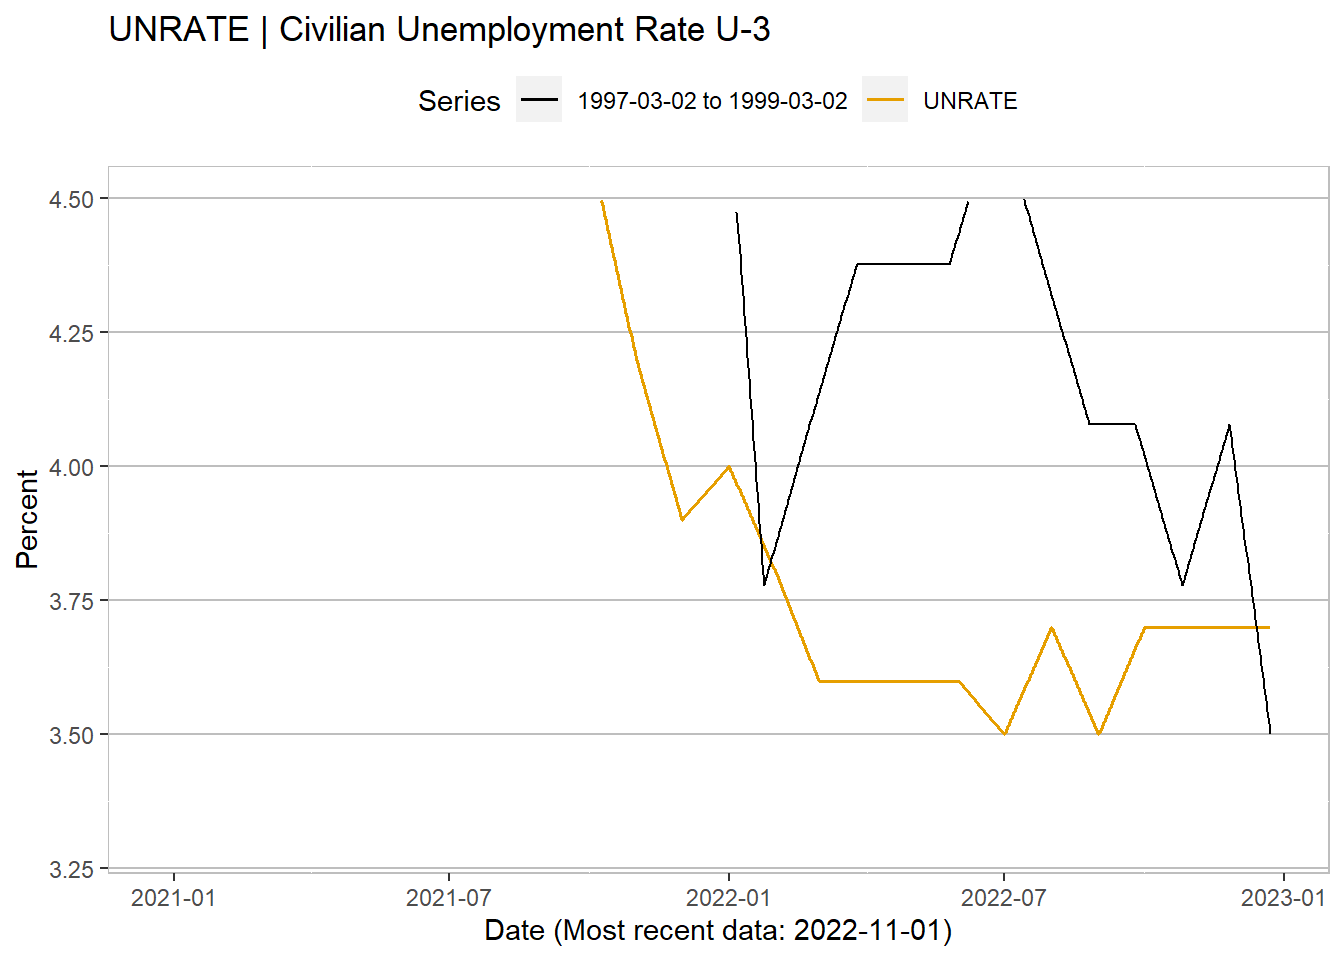 UNRATE | Civilian Unemployment Rate U-3
Series 1997-03-02 to 1999-03-02 UNRATE
Percent
4.50
4.25
4.00
3.75
3.50
3.25
2021-01 2021-07 2022-01 2022-07 2023-01
Date (Most recent data: 2022-11-01)